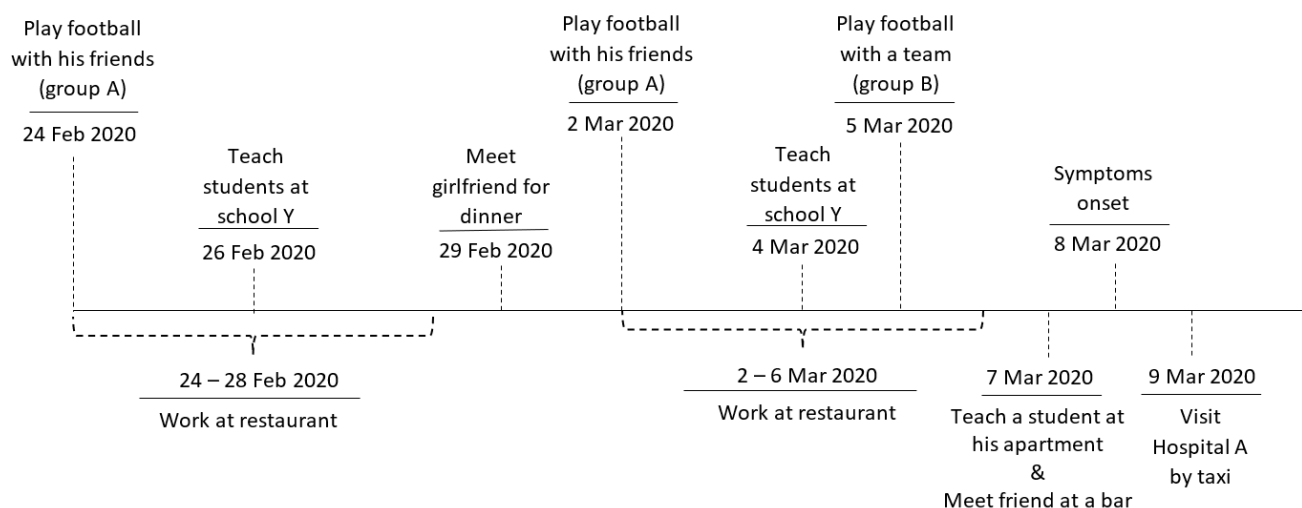 Play football
with his friends
(group A)
24 Feb 2020
Teach
students at
school Y
26 Feb 2020
Meet
girlfriend for
dinner
29 Feb 2020
Play football
with his friends
(group A)
2 Mar 2020
Teach
students at
school Y
4 Mar 2020
Play football
with a team
(group B)
5 Mar 2020
Symptoms
onset
8 Mar 2020
24 – 28 Feb 2020
Work at restaurant
2 – 6 Mar 2020
Work at restaurant
7 Mar 2020
Teach a student at
his apartment
&
Meet friend at a bar
9 Mar 2020
Visit
Hospital A
by taxi